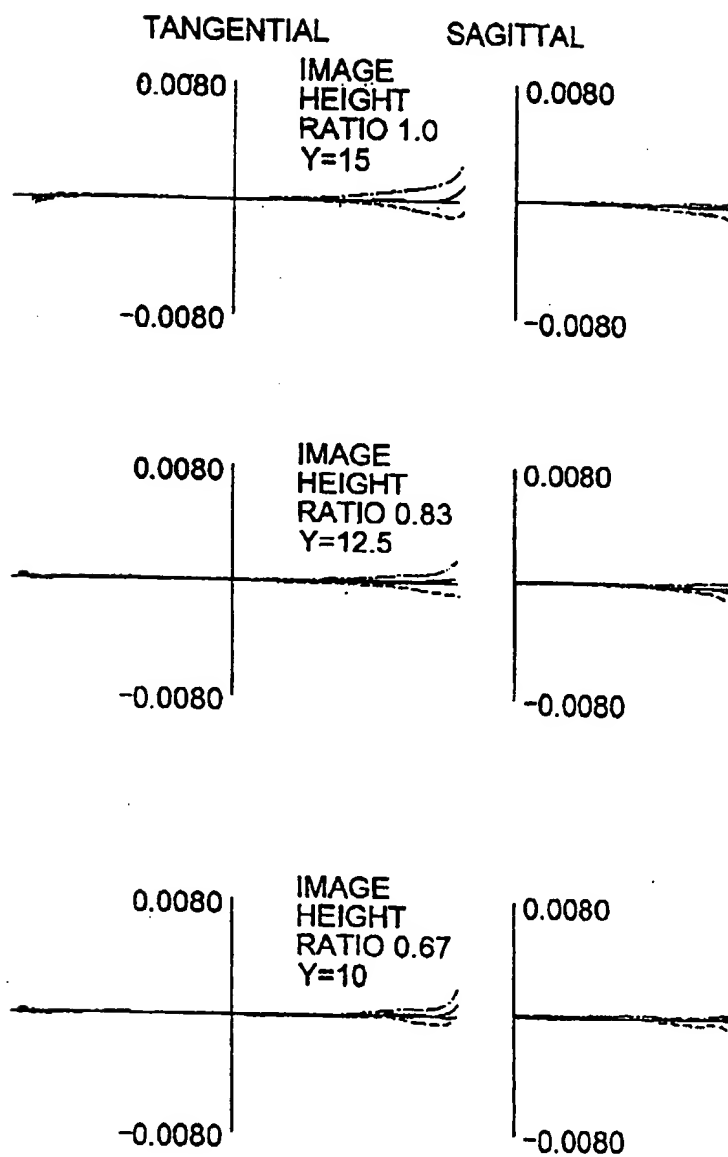 TANGENTIAL SAGITTAL
0.0080 IMAGE HEIGHT RATIO 1.0 Y=15 0.0080
-0.0080 -0.0080
0.0080 IMAGE HEIGHT RATIO 0.83 Y=12.5 0.0080
-0.0080 -0.0080
0.0080 IMAGE HEIGHT RATIO 0.67 Y=10 0.0080
-0.0080 -0.0080